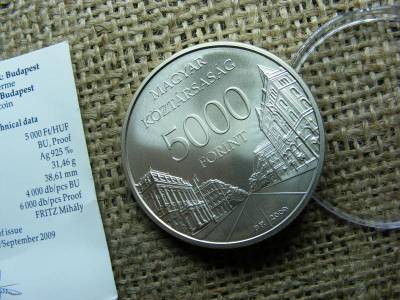 & Budapest
érme
Budapest
coin
chnical data
5 000 Ft/HUF
BU, Proof
Ag 925 ‰
31,46 g
38,61 mm
4 000 db/pcs BU
6 000 db/pcs Proof
FRITZ Mihály
of issue
/September 2009
MAGYAR
KÖZTÁRSASÁG
5000
FORINT
BP. 2009